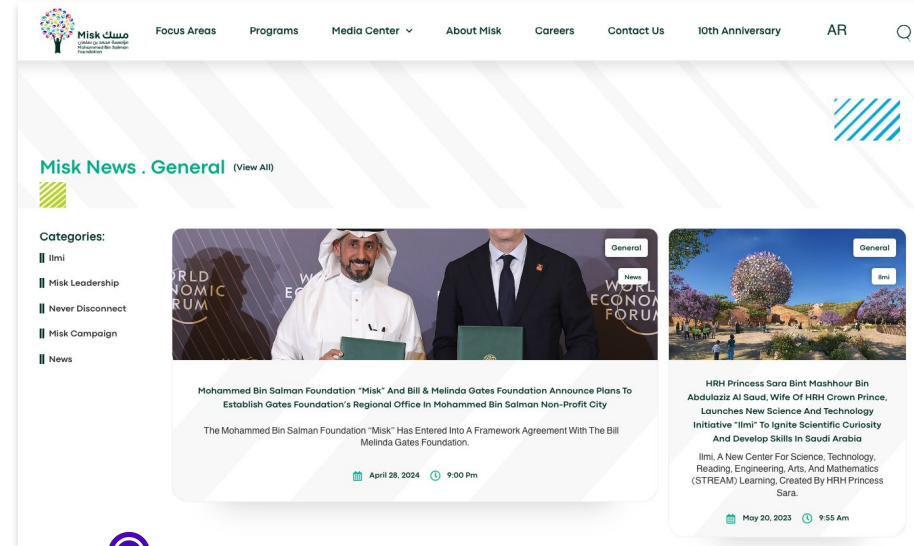 Misk مسك
مؤسسة محمد بن سلمان
Mohammed Bin Salman
Foundation
Focus Areas
Programs
Media Center
About Misk
Careers
Contact Us
10th Anniversary
AR
Misk News . General (View All)
Categories:
Ilmi
Misk Leadership
Never Disconnect
Misk Campaign
News
General
News
WORLD
ECONOMIC
FORUM
Mohammed Bin Salman Foundation “Misk” And Bill & Melinda Gates Foundation Announce Plans To
Establish Gates Foundation’s Regional Office In Mohammed Bin Salman Non-Profit City
The Mohammed Bin Salman Foundation “Misk” Has Entered Into A Framework Agreement With The Bill
Melinda Gates Foundation.
April 28, 2024 9:00 Pm
General
Ilmi
HRH Princess Sara Bint Mashhour Bin
Abdulaziz Al Saud, Wife Of HRH Crown Prince,
Launches New Science And Technology
Initiative “Ilmi” To Ignite Scientific Curiosity
And Develop Skills In Saudi Arabia
Ilmi, A New Center For Science, Technology,
Reading, Engineering, Arts, And Mathematics
(STREAM) Learning, Created By HRH Princess
Sara.
May 20, 2023 9:55 Am